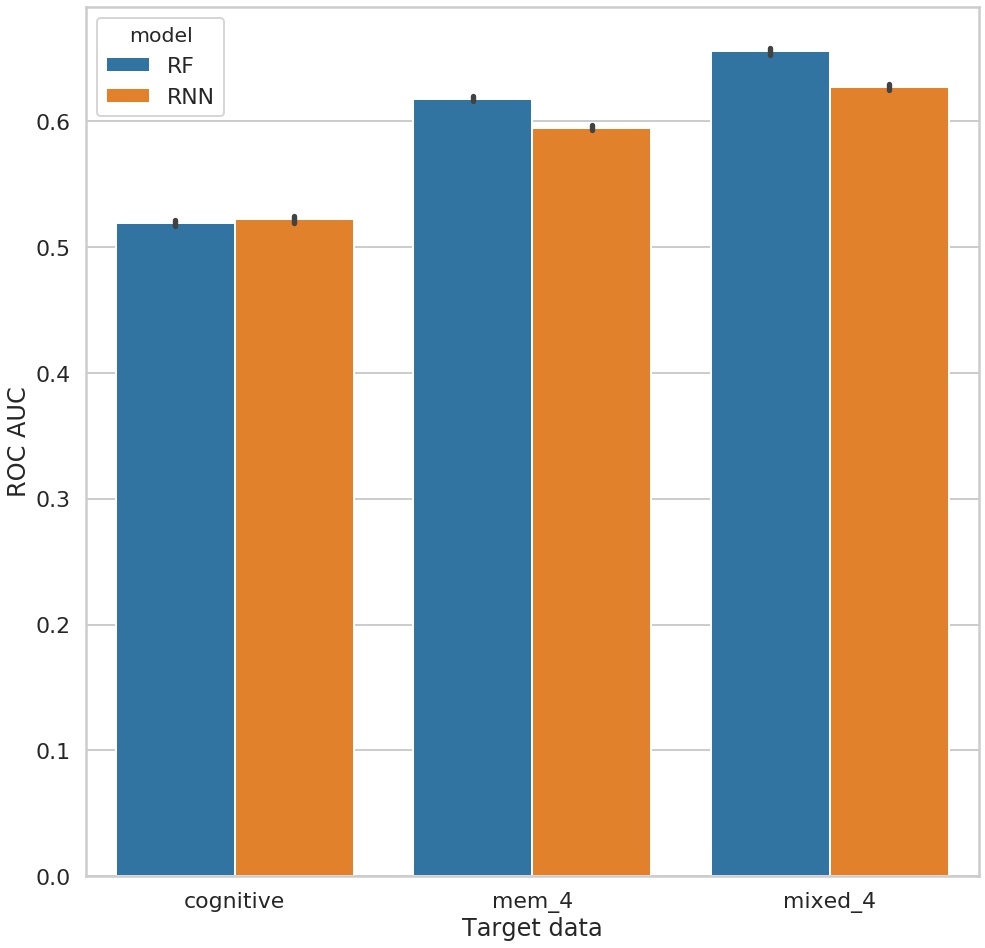 model
RF
RNN
0.6
0.5
0.4
0.3
0.2
0.1
0.0
ROC AUC
cognitive
mem_4
mixed_4
Target data